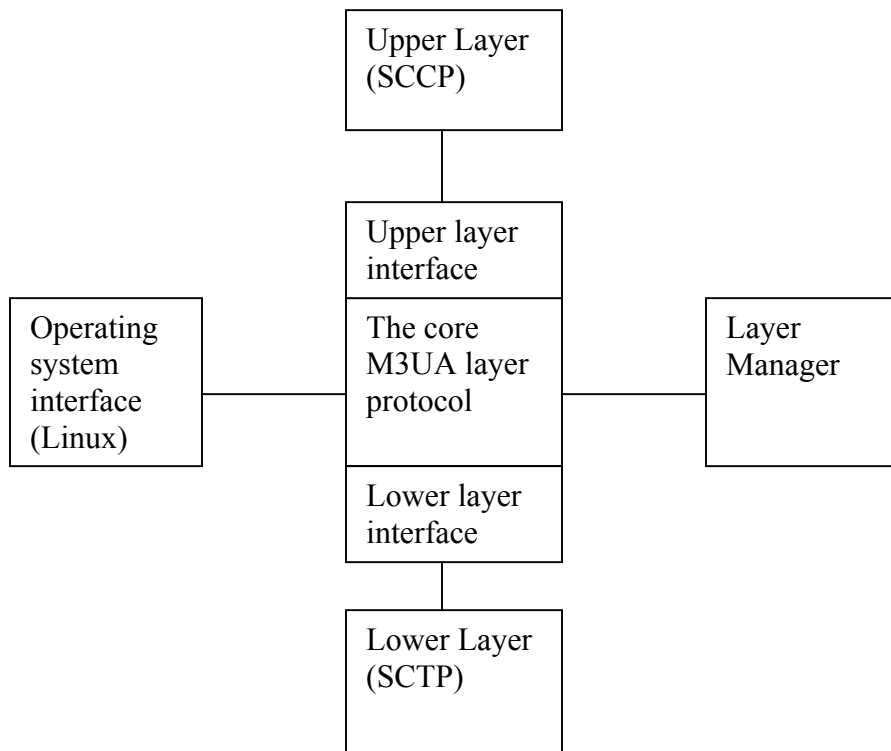 Upper Layer
(SCCP)
Upper layer
interface
Operating
system
interface
(Linux)
The core
M3UA layer
protocol
Layer
Manager
Lower layer
interface
Lower Layer
(SCTP)